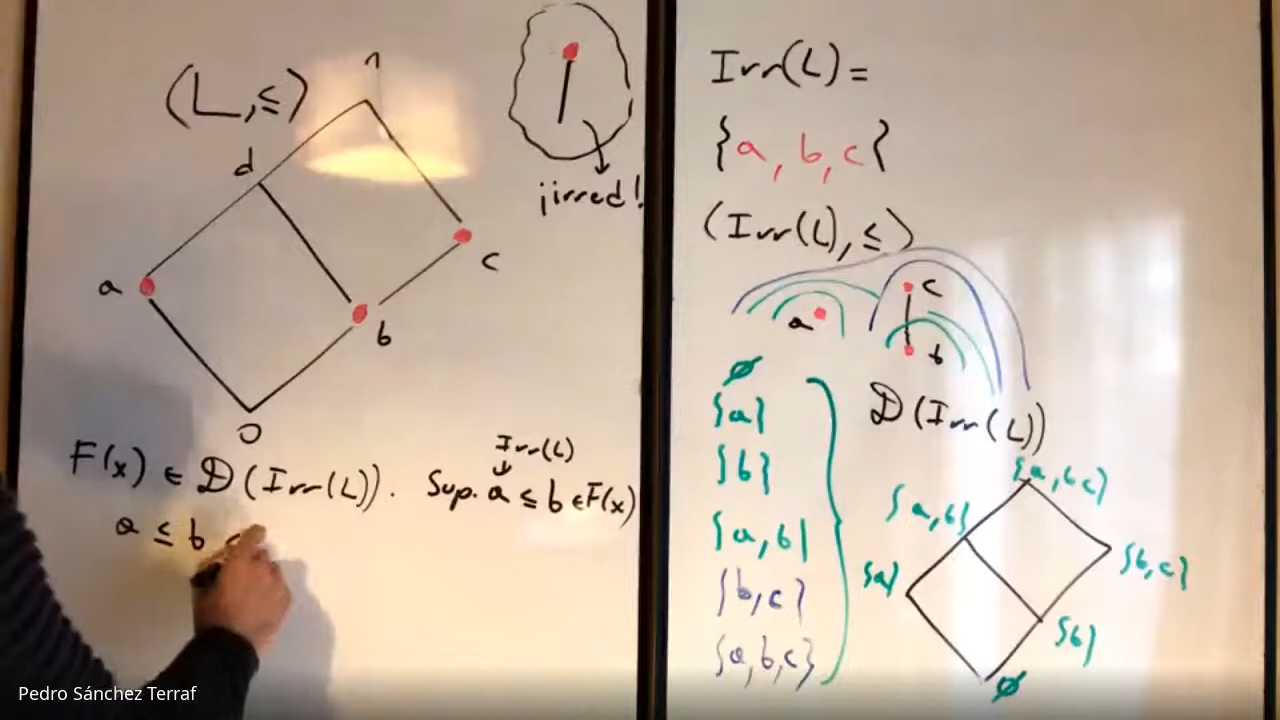 (L,≤)
1
d
a
c
b
0
¡irred!
F(x) ∈ D(Irr(L)). Sup. a ≤ b ∈ F(x)
Irr(L)
↓
a ≤ b
Irr(L) =
{a, b, c}
(Irr(L), ≤)
c
a
b
∅
{a}
{b}
{a, b}
{b, c}
{a, b, c}
D(Irr(L))
{a, b c}
{a, b}
{a}
{b, c}
{b}
∅
Pedro Sánchez Terraf